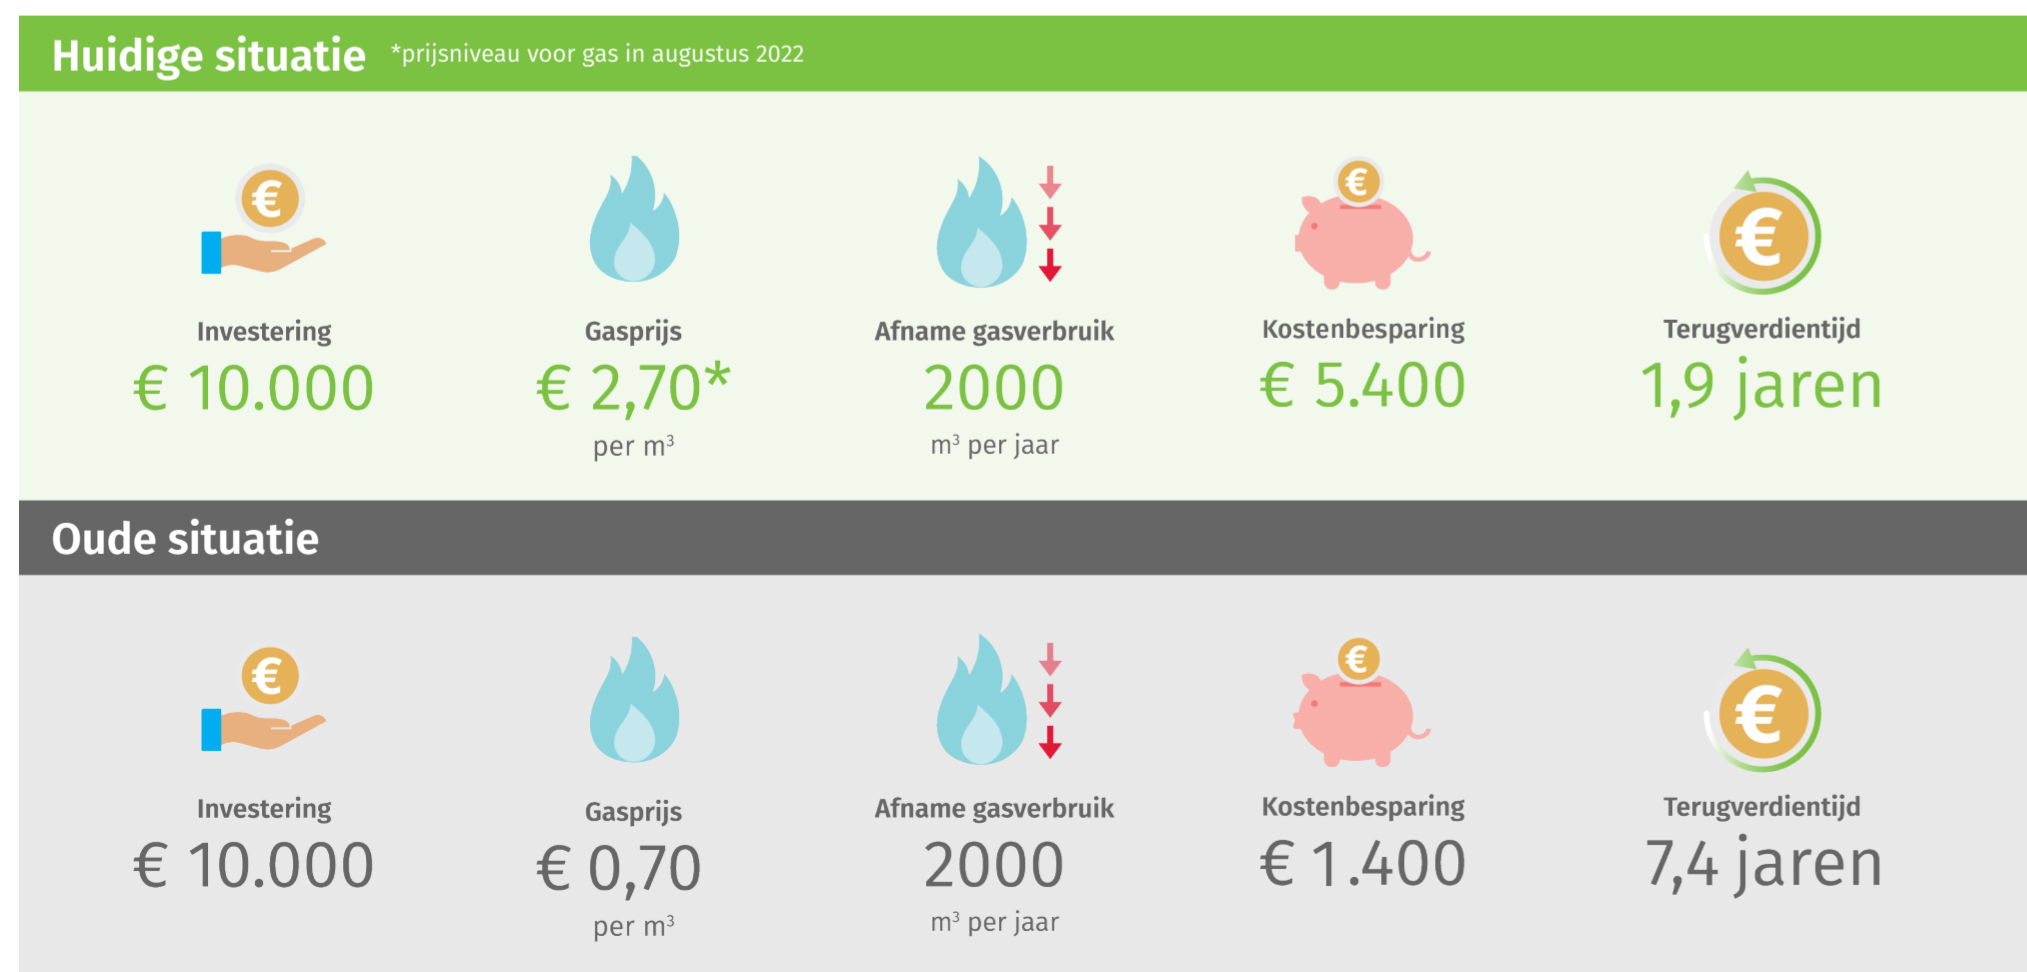 Huidige situatie *prijsniveau voor gas in augustus 2022
Investering
€ 10.000
Gasprijs
€ 2,70*
per m³
Afname gasverbruik
2000
m³ per jaar
Kostenbesparing
€ 5.400
Terugverdientijd
1,9 jaren
Oude situatie
Investering
€ 10.000
Gasprijs
€ 0,70
per m³
Afname gasverbruik
2000
m³ per jaar
Kostenbesparing
€ 1.400
Terugverdientijd
7,4 jaren